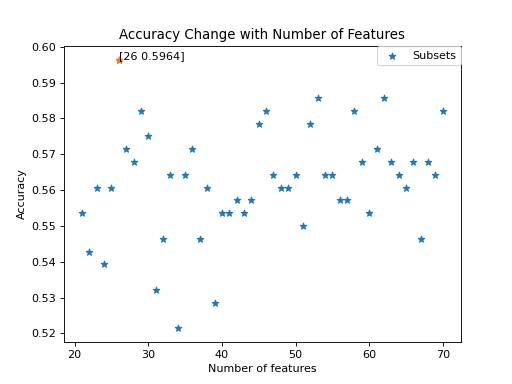 Accuracy Change with Number of Features
[26 0.5964]
Subsets
0.60
0.59
0.58
0.57
0.56
0.55
0.54
0.53
0.52
Accuracy
20 30 40 50 60 70
Number of features